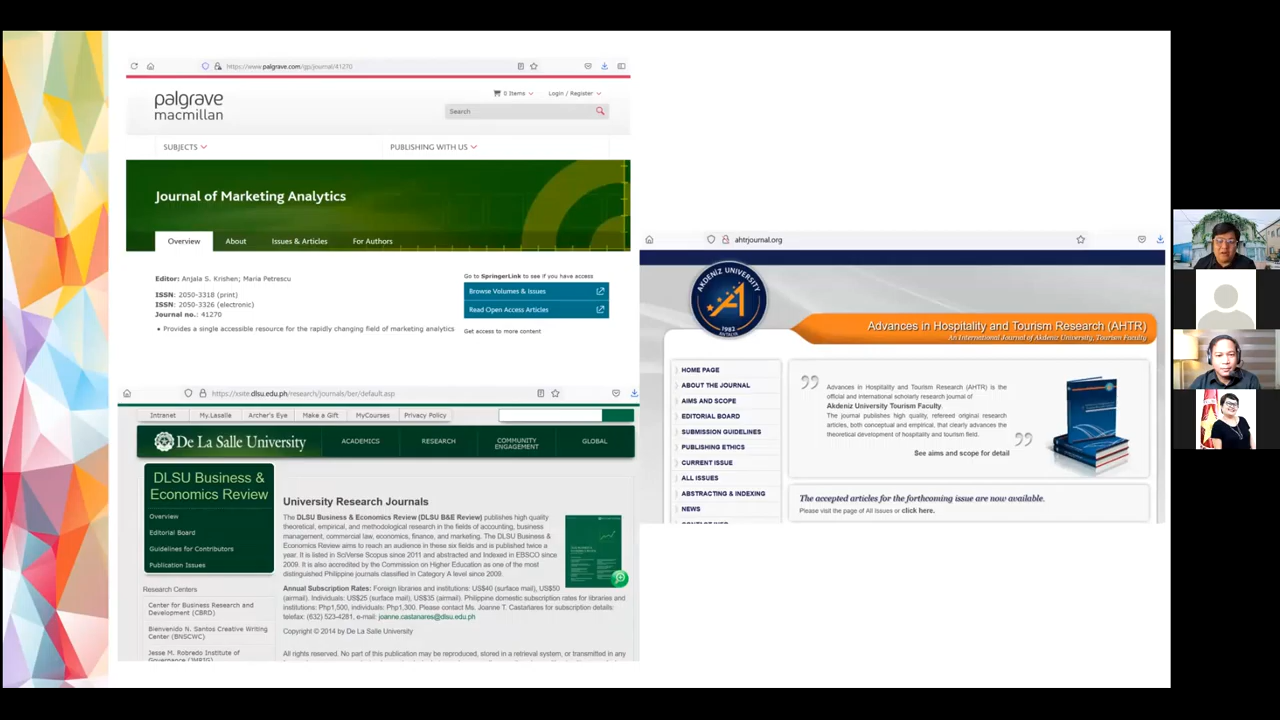 https://www.palgrave.com/gp/journal/41270
palgrave
macmillan
0 Items
Login / Register
Search
SUBJECTS
PUBLISHING WITH US
Journal of Marketing Analytics
Overview
About
Issues & Articles
For Authors
Editor: Anjala S. Krishen; Maria Petrescu
ISSN: 2050-3318 (print)
ISSN: 2050-3326 (electronic)
Journal no.: 41270
• Provides a single accessible resource for the rapidly changing field of marketing analytics
Go to SpringerLink to see if you have access
Browse Volumes & Issues
Read Open Access Articles
Get access to more content
https://xsite.dlsu.edu.ph/research/journals/ber/default.asp
Intranet
My.Lasalle
Archer's Eye
Make a Gift
MyCourses
Privacy Policy
De La Salle University
ACADEMICS
RESEARCH
COMMUNITY
ENGAGEMENT
GLOBAL
DLSU Business &
Economics Review
Overview
Editorial Board
Guidelines for Contributors
Publication Issues
Research Centers
Center for Business Research and
Development (CBRD)
Bienvenido N. Santos Creative Writing
Center (BNSCWC)
Jesse M. Robredo Institute of
University Research Journals
The DLSU Business & Economics Review (DLSU B&E Review) publishes high quality
theoretical, empirical, and methodological research in the fields of accounting, business
management, commercial law, economics, finance, and marketing. The DLSU Business &
Economics Review aims to reach an audience in these six fields and is published twice a
year. It is listed in SciVerse Scopus since 2011 and abstracted and Indexed in EBSCO since
2009. It is also accredited by the Commission on Higher Education as one of the most
distinguished Philippine journals classified in Category A level since 2009.
Annual Subscription Rates: Foreign libraries and institutions: US$40 (surface mail), US$50
(airmail). Individuals: US$25 (surface mail), US$35 (airmail). Philippine domestic subscription rates for libraries and
institutions: Php1,500, individuals: Php1,300. Please contact Ms. Joanne T. Castañares for subscription details:
telefax: (632) 523-4281, e-mail: joanne.castanares@dlsu.edu.ph
Copyright © 2014 by De La Salle University
All rights reserved. No part of this publication may be reproduced, stored in a retrieval system, or transmitted in any
ahtrjournal.org
AKDENIZ UNIVERSITY
1982
ANTALYA
Advances in Hospitality and Tourism Research (AHTR)
An International Journal of Akdeniz University, Tourism Faculty
HOME PAGE
ABOUT THE JOURNAL
AIMS AND SCOPE
EDITORIAL BOARD
SUBMISSION GUIDELINES
PUBLISHING ETHICS
CURRENT ISSUE
ALL ISSUES
ABSTRACTING & INDEXING
NEWS
Advances in Hospitality and Tourism Research (AHTR) is the
official and international scholarly research journal of
Akdeniz University Tourism Faculty.
The journal publishes high quality, refereed original research
articles, both conceptual and empirical, that clearly advances the
theoretical development of hospitality and tourism field.
See aims and scope for detail
The accepted articles for the forthcoming issue are now available.
Please visit the page of All Issues or click here.